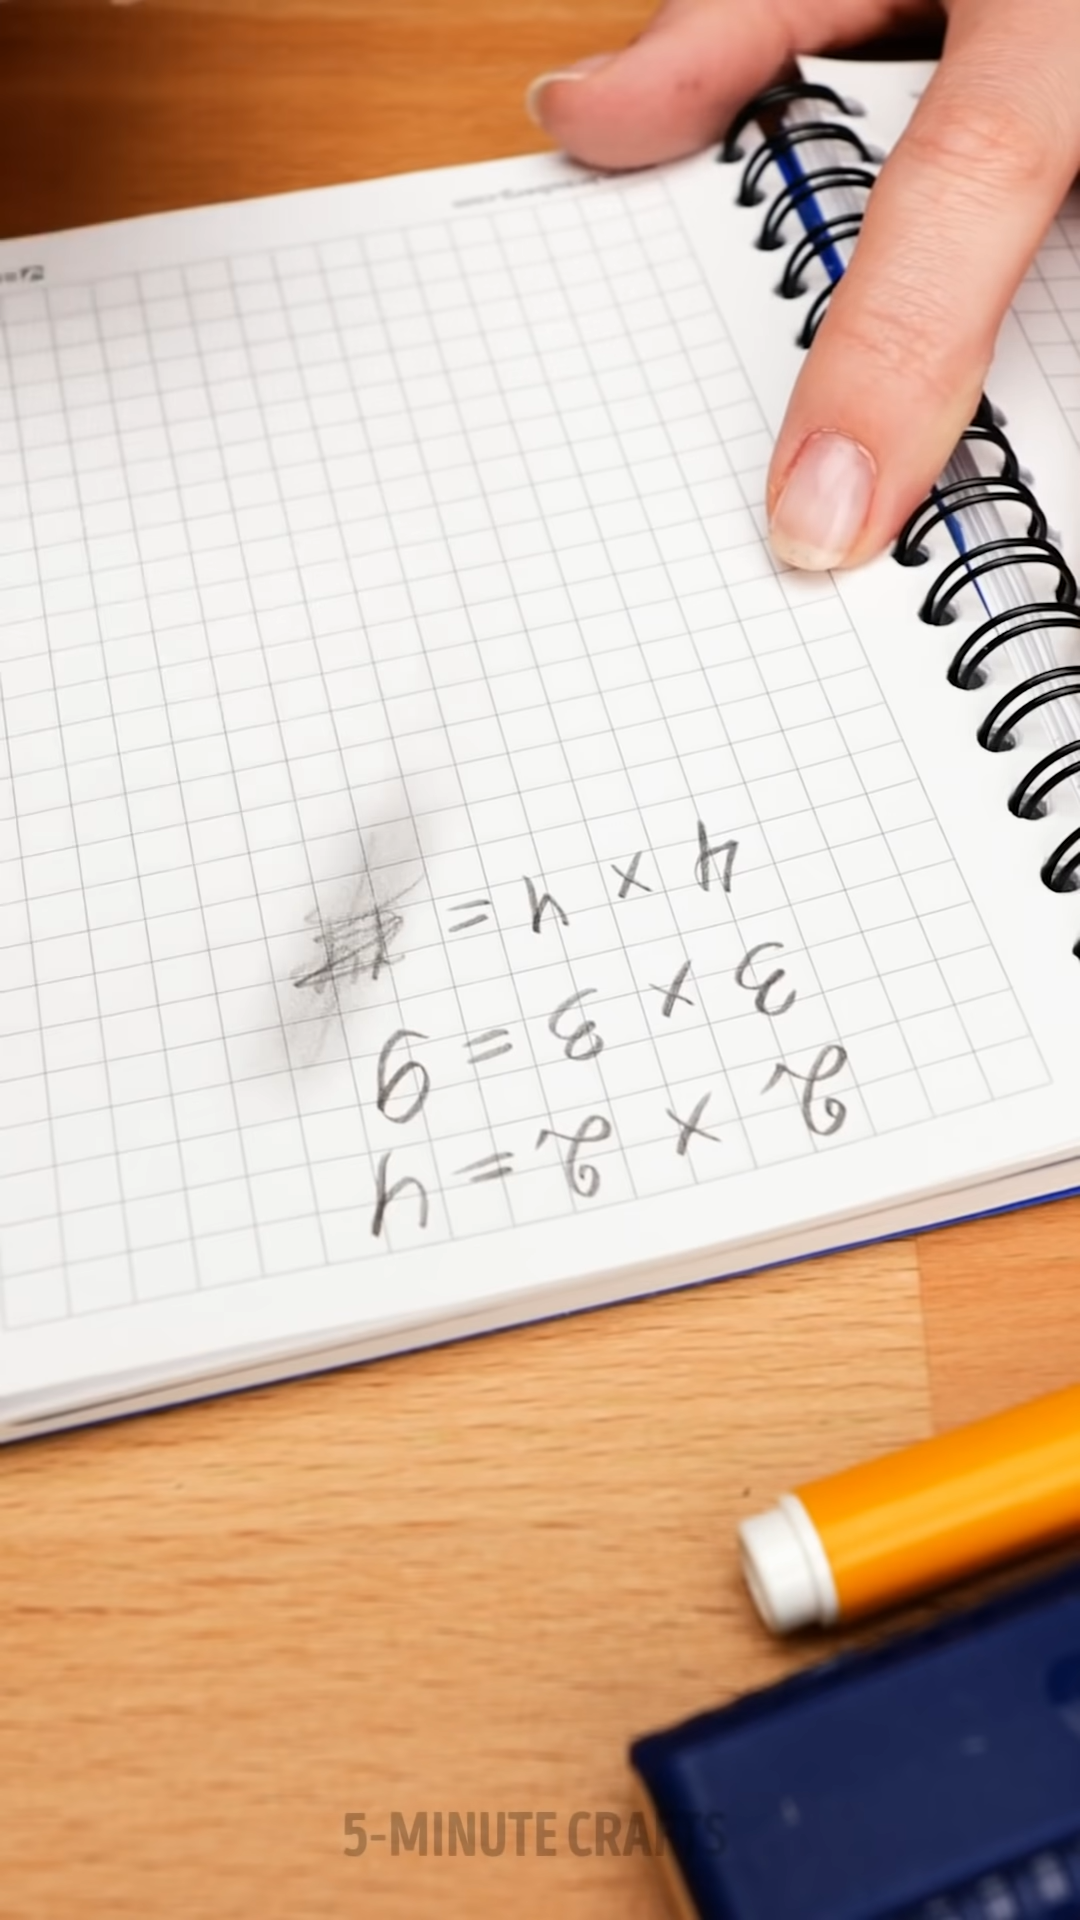 2 x 2 = 4
3 x 3 = 9
4 x 4 =
5-MINUTE CRAFTS